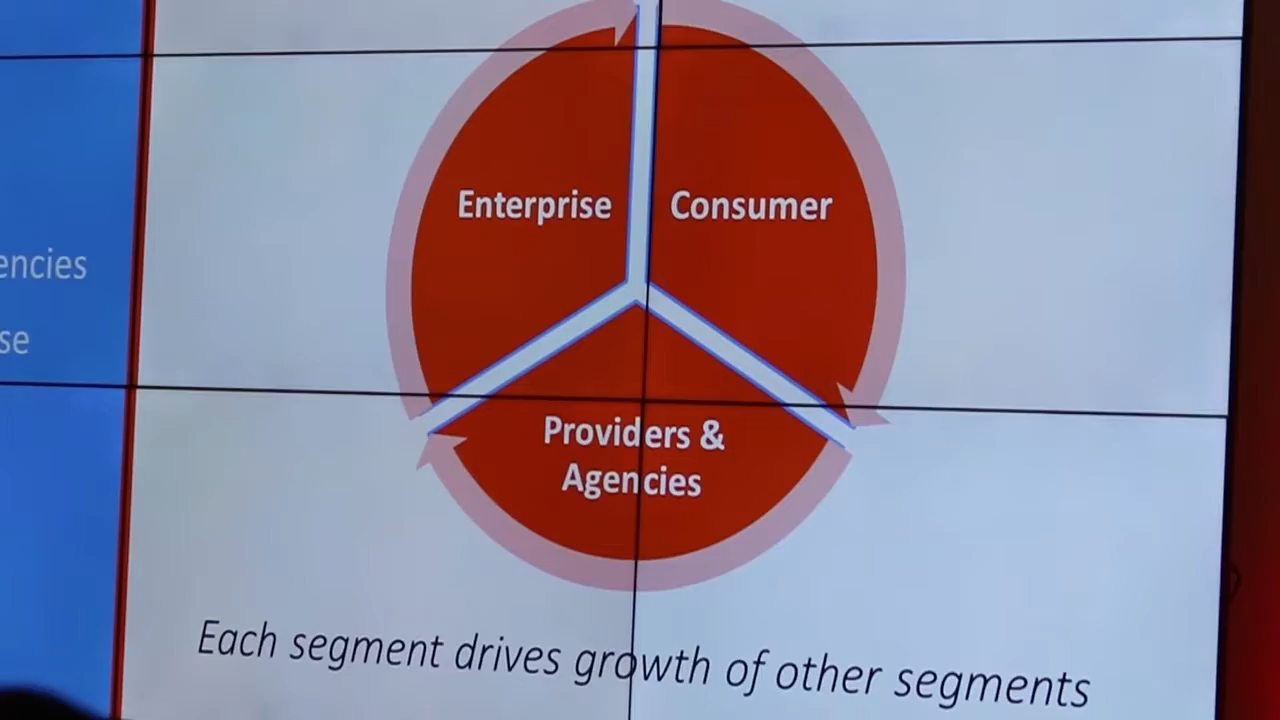 encies
se
Enterprise
Consumer
Providers &
Agencies
Each segment drives growth of other segments